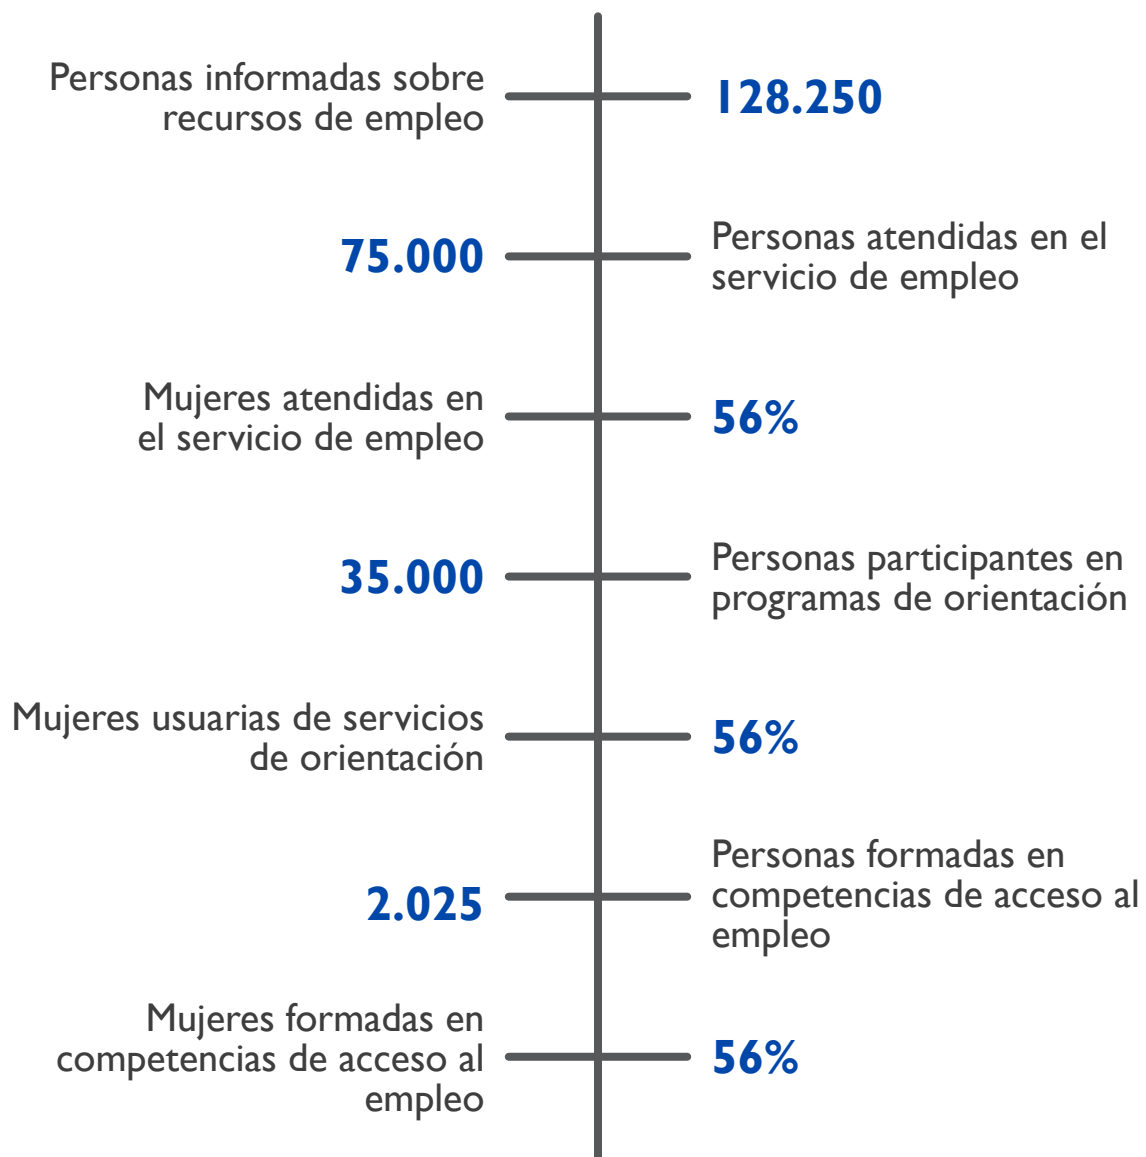 Personas informadas sobre
recursos de empleo
128.250
75.000
Personas atendidas en el
servicio de empleo
Mujeres atendidas en
el servicio de empleo
56%
35.000
Personas participantes en
programas de orientación
Mujeres usuarias de servicios
de orientación
56%
2.025
Personas formadas en
competencias de acceso al
empleo
Mujeres formadas en
competencias de acceso al
empleo
56%